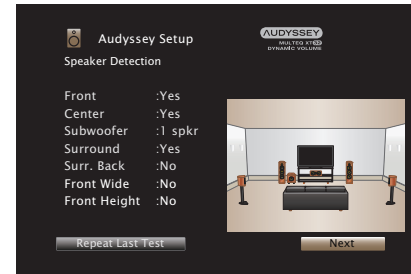 Audyssey Setup
AUDYSSEY
MULTEQ XT32
DYNAMIC VOLUME
Speaker Detection
Front :Yes
Center :Yes
Subwoofer :1 spkr
Surround :Yes
Surr. Back :No
Front Wide :No
Front Height :No
Repeat Last Test
Next